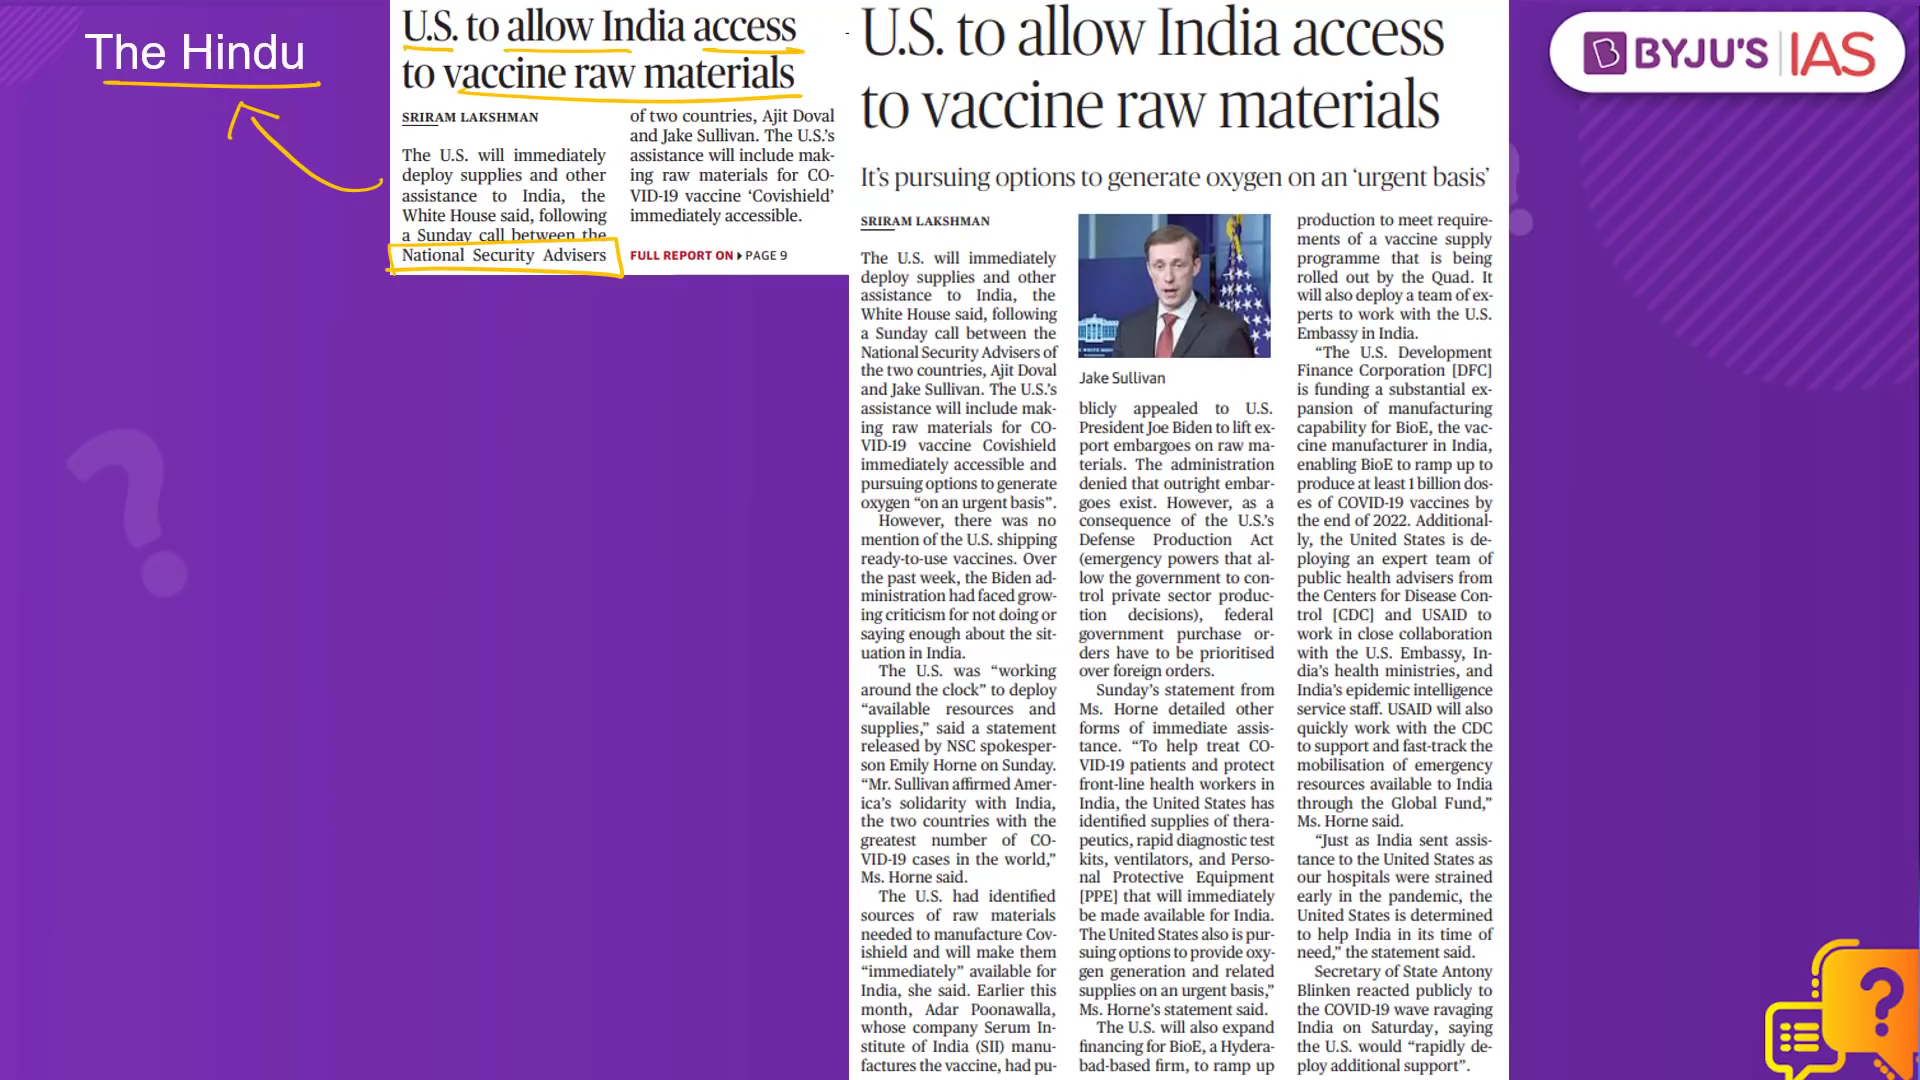 The Hindu
U.S. to allow India access
to vaccine raw materials
SRIRAM LAKSHMAN
The U.S. will immediately
deploy supplies and other
assistance to India, the
White House said, following
a Sunday call between the
National Security Advisers
of two countries, Ajit Doval
and Jake Sullivan. The U.S.'s
assistance will include mak-
ing raw materials for CO-
VID-19 vaccine 'Covishield'
immediately accessible.
FULL REPORT ON PAGE 9
U.S. to allow India access
to vaccine raw materials
It's pursuing options to generate oxygen on an 'urgent basis'
SRIRAM LAKSHMAN
The U.S. will immediately
deploy supplies and other
assistance to India, the
White House said, following
a Sunday call between the
National Security Advisers of
the two countries, Ajit Doval
and Jake Sullivan. The U.S.'s
assistance will include mak-
ing raw materials for CO-
VID-19 vaccine Covishield
immediately accessible and
pursuing options to generate
oxygen "on an urgent basis".
However, there was no
mention of the U.S. shipping
ready-to-use vaccines. Over
the past week, the Biden ad-
ministration had faced grow-
ing criticism for not doing or
saying enough about the sit-
uation in India.
The U.S. was "working
around the clock" to deploy
"available resources and
supplies," said a statement
released by NSC spokesper-
son Emily Horne on Sunday.
"Mr. Sullivan affirmed Amer-
ica's solidarity with India,
the two countries with the
greatest number of CO-
VID-19 cases in the world,"
Ms. Horne said.
The U.S. had identified
sources of raw materials
needed to manufacture Cov-
ishield and will make them
"immediately" available for
India, she said. Earlier this
month, Adar Poonawalla,
whose company Serum In-
stitute of India (SII) manu-
factures the vaccine, had pu-
Jake Sullivan
blicly appealed to U.S.
President Joe Biden to lift ex-
port embargoes on raw ma-
terials. The administration
denied that outright embar-
goes exist. However, as a
consequence of the U.S.'s
Defense Production Act
(emergency powers that al-
low the government to con-
trol private sector produc-
tion decisions), federal
government purchase or-
ders have to be prioritised
over foreign orders.
Sunday's statement from
Ms. Horne detailed other
forms of immediate assis-
tance. "To help treat CO-
VID-19 patients and protect
front-line health workers in
India, the United States has
identified supplies of thera-
peutics, rapid diagnostic test
kits, ventilators, and Perso-
nal Protective Equipment
[PPE] that will immediately
be made available for India.
The United States also is pur-
suing options to provide oxy-
gen generation and related
supplies on an urgent basis,"
Ms. Horne's statement said.
The U.S. will also expand
financing for BioE, a Hydera-
bad-based firm, to ramp up
production to meet require-
ments of a vaccine supply
programme that is being
rolled out by the Quad. It
will also deploy a team of ex-
perts to work with the U.S.
Embassy in India.
"The U.S. Development
Finance Corporation [DFC]
is funding a substantial ex-
pansion of manufacturing
capability for BioE, the vac-
cine manufacturer in India,
enabling BioE to ramp up to
produce at least 1 billion dos-
es of COVID-19 vaccines by
the end of 2022. Additional-
ly, the United States is de-
ploying an expert team of
public health advisers from
the Centers for Disease Con-
trol [CDC] and USAID to
work in close collaboration
with the U.S. Embassy, In-
dia's health ministries, and
India's epidemic intelligence
service staff. USAID will also
quickly work with the CDC
to support and fast-track the
mobilisation of emergency
resources available to India
through the Global Fund,"
Ms. Horne said.
"Just as India sent assis-
tance to the United States as
our hospitals were strained
early in the pandemic, the
United States is determined
to help India in its time of
need," the statement said.
Secretary of State Antony
Blinken reacted publicly to
the COVID-19 wave ravaging
India on Saturday, saying
the U.S. would "rapidly de-
ploy additional support".
BYJU'S IAS